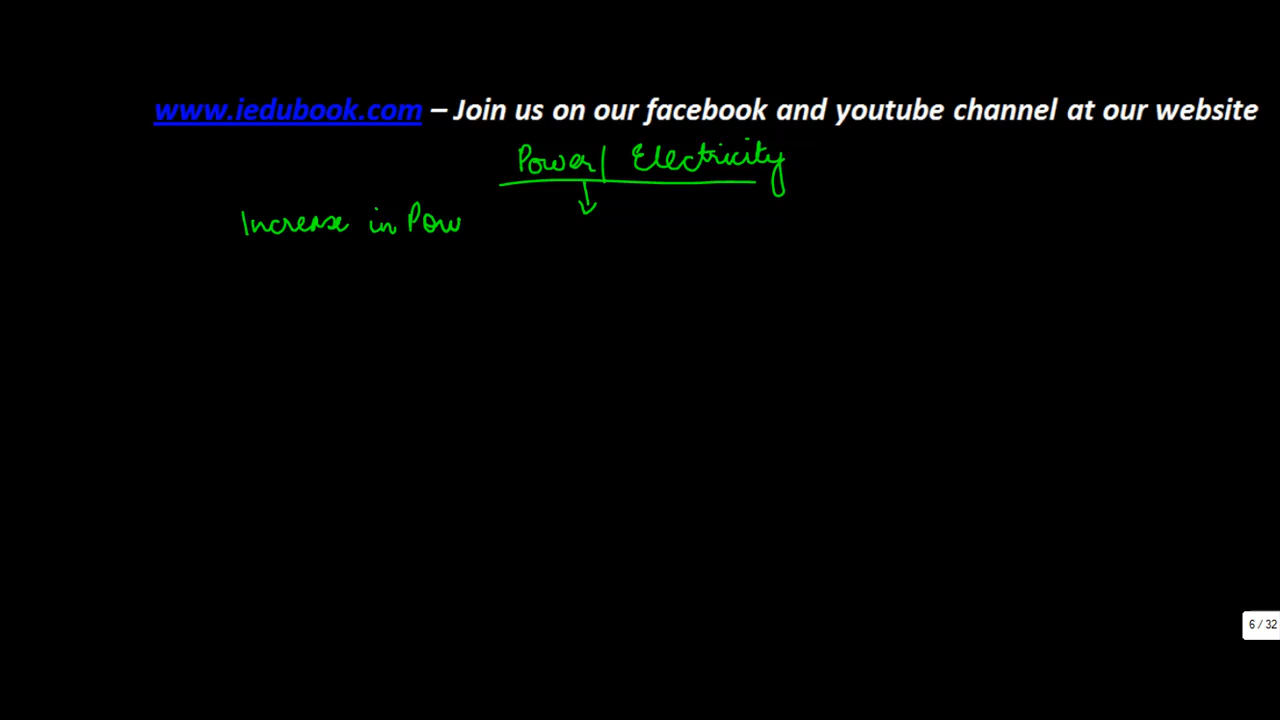 www.iedubook.com – Join us on our facebook and youtube channel at our website
Power/ Electricity
Increase in Pow
6 / 32